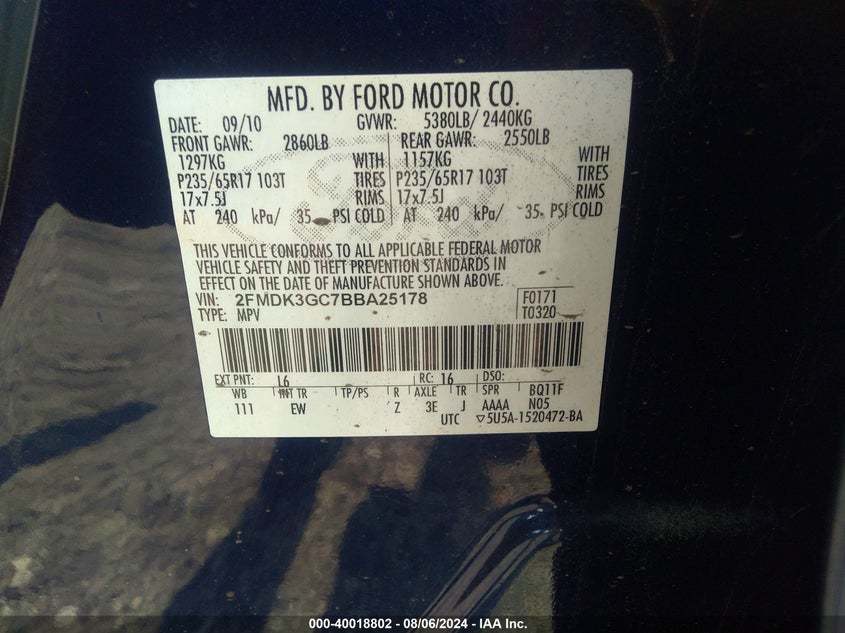 MFD. BY FORD MOTOR CO.
DATE: 09/10 GVWR: 5380LB/ 2440KG
FRONT GAWR: 2860LB REAR GAWR: 2550LB
1297KG WITH 1157KG WITH
P235/65R17 103T TIRES P235/65R17 103T TIRES
17x7.5J RIMS 17x7.5J RIMS
AT 240 kPa/ 35 PSI COLD AT 240 kPa/ 35 PSI COLD
THIS VEHICLE CONFORMS TO ALL APPLICABLE FEDERAL MOTOR
VEHICLE SAFETY AND THEFT PREVENTION STANDARDS IN
EFFECT ON THE DATE OF MANUFACTURE SHOWN ABOVE.
VIN: 2FMDK3GC7BBA25178 F0171
TYPE: MPV T0320
EXT PNT: L6 RC: 16 DSO:
WB INT TR TP/PS R AXLE TR SPR BQ11F
111 EW Z 3E J AAAA N05
UTC ▽5U5A-1520472-BA
000-40018802 - 08/06/2024 - IAA Inc.